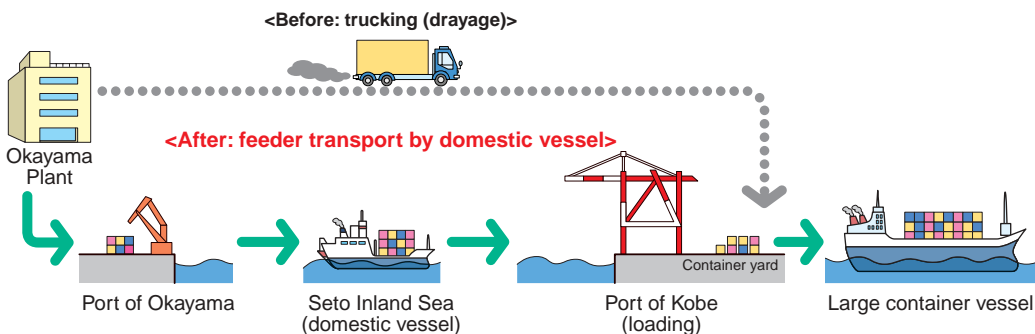 <Before: trucking (drayage)>
<After: feeder transport by domestic vessel>
Okayama
Plant
Container yard
Port of Okayama
Seto Inland Sea
(domestic vessel)
Port of Kobe
(loading)
Large container vessel